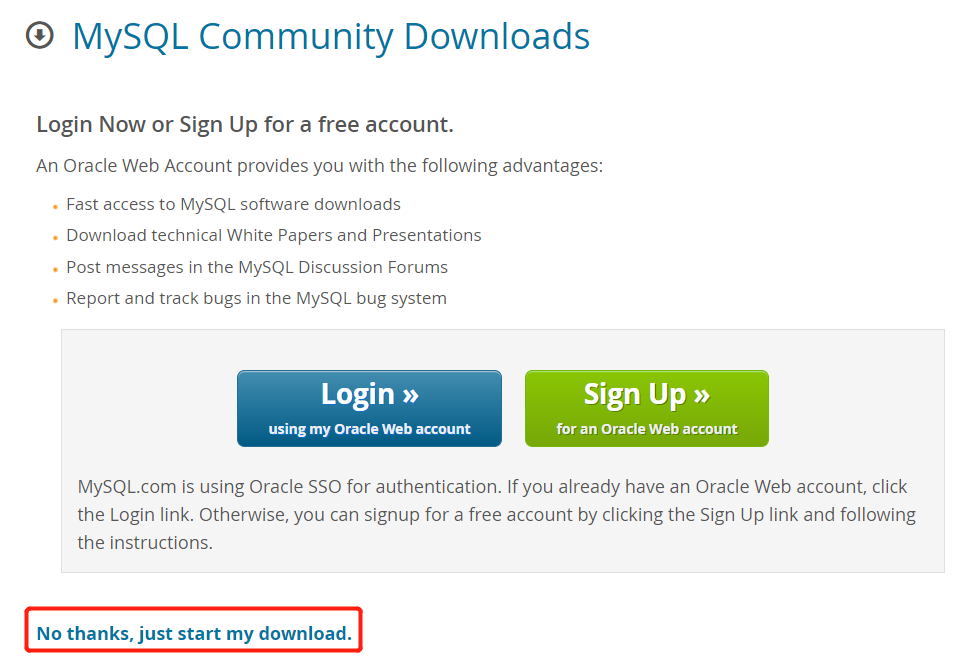 MySQL Community Downloads
Login Now or Sign Up for a free account.
An Oracle Web Account provides you with the following advantages:
Fast access to MySQL software downloads
Download technical White Papers and Presentations
Post messages in the MySQL Discussion Forums
Report and track bugs in the MySQL bug system
Login »
using my Oracle Web account
Sign Up »
for an Oracle Web account
MySQL.com is using Oracle SSO for authentication. If you already have an Oracle Web account, click
the Login link. Otherwise, you can signup for a free account by clicking the Sign Up link and following
the instructions.
No thanks, just start my download.